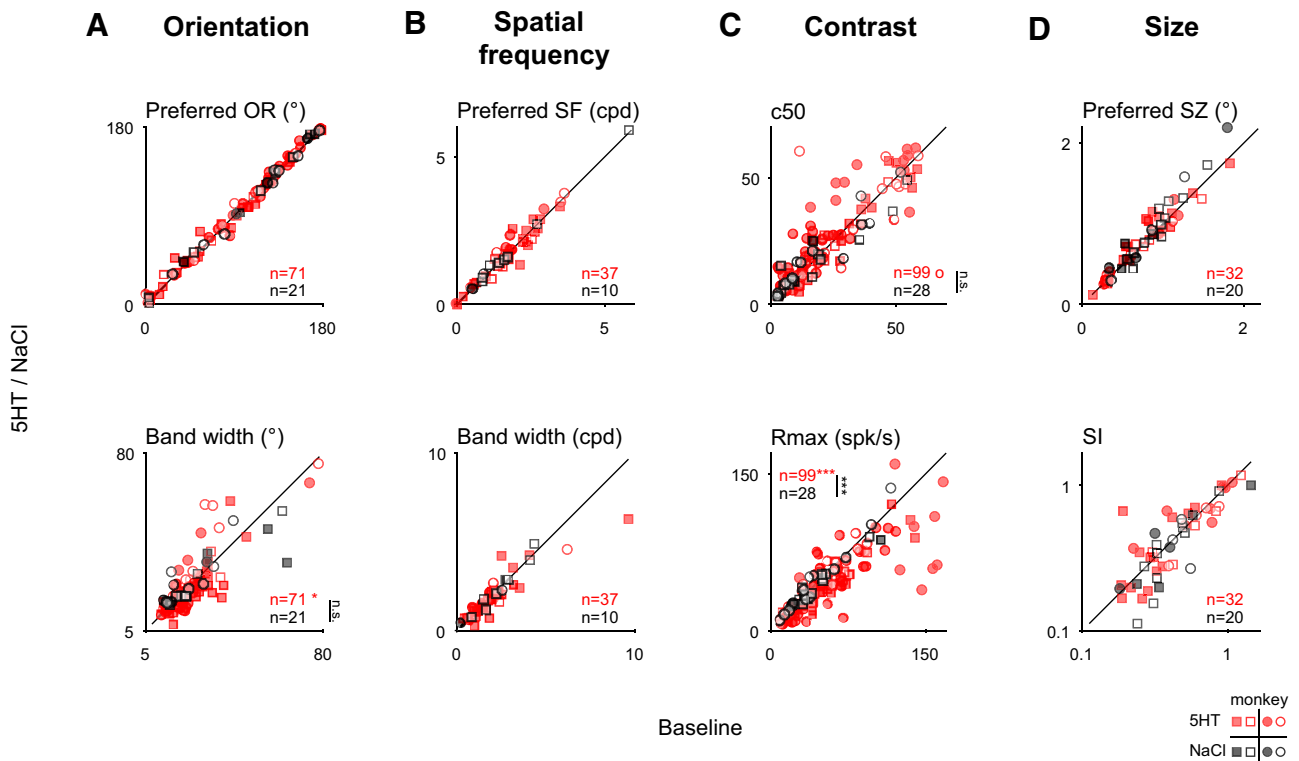 A Orientation
B Spatial frequency
C Contrast
D Size
5HT / NaCl
Preferred OR (°)
180
0
n=71
n=21
0 180
Preferred SF (cpd)
5
0
n=37
n=10
0 5
c50
50
0
n=99 o
n=28
n.s.
0 50
Preferred SZ (°)
2
0
n=32
n=20
0 2
Band width (°)
80
5
n=71 *
n=21
n.s.
5 80
Band width (cpd)
10
0
n=37
n=10
0 10
Rmax (spk/s)
150
0
n=99***
n=28
***
0 150
SI
1
0.1
n=32
n=20
0.1 1
Baseline
monkey
5HT
NaCl